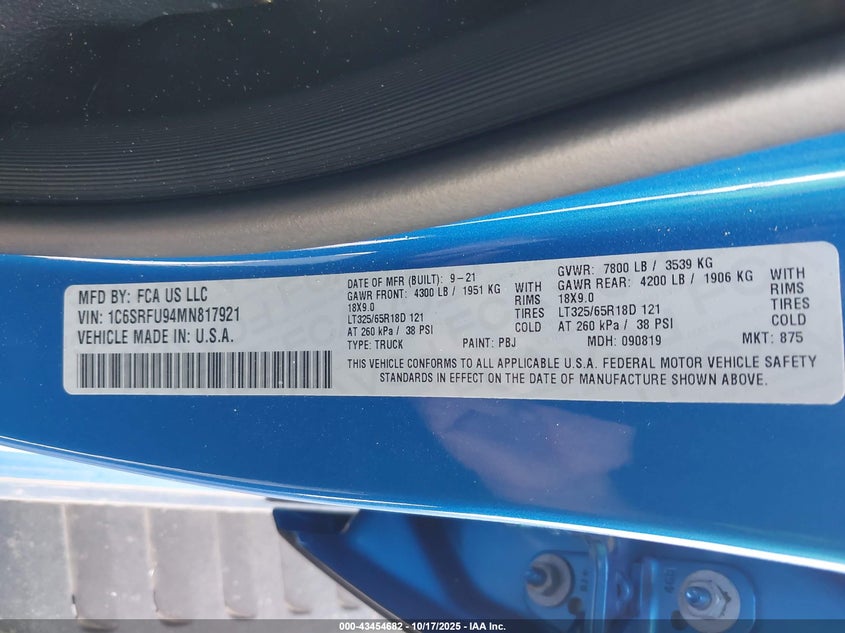 MFD BY: FCA US LLC
VIN: 1C6SRFU94MN817921
VEHICLE MADE IN: U.S.A.
DATE OF MFR (BUILT): 9-21
GAWR FRONT: 4300 LB / 1951 KG WITH
18X9.0 RIMS
LT325/65R18D 121 TIRES
AT 260 kPa / 38 PSI COLD
GVWR: 7800 LB / 3539 KG
GAWR REAR: 4200 LB / 1906 KG WITH
18X9.0 RIMS
LT325/65R18D 121 TIRES
AT 260 kPa / 38 PSI COLD
TYPE: TRUCK PAINT: PBJ MDH: 090819 MKT: 875
THIS VEHICLE CONFORMS TO ALL APPLICABLE U.S.A. FEDERAL MOTOR VEHICLE SAFETY
STANDARDS IN EFFECT ON THE DATE OF MANUFACTURE SHOWN ABOVE.
000-43454682 - 10/17/2025 - IAA Inc.